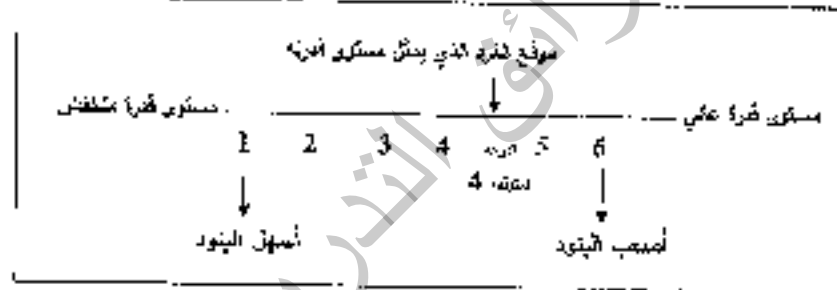 موقع الفرد الذي يمثل مستوى قدرته
مستوى قدرة منخفض مستوى قدرة عالي
1 2 3 4 5 6
4
أسهل البنود أصعب البنود